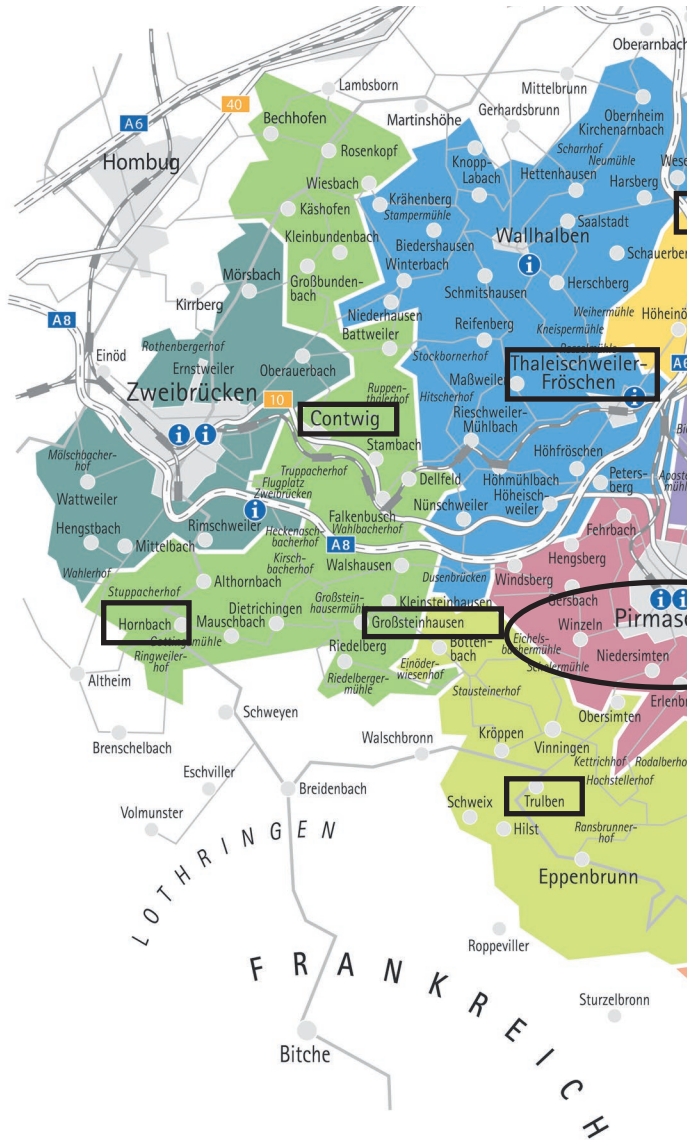 Oberarnbach
Lambsborn
Mittelbrunn
40
A6
Martinshöhe
Gerhardsbrunn
Obernheim
Kirchenarnbach
Bechhofen
Hombug
Rosenkopf
Scharrhof
Neumühle
Knopp-
Labach
Hettenhausen
Wiesbach
Krähenberg
Harsberg
Käshofen
Stampermühle
Saalstadt
Kleinbundenbach
Biedershausen
Wallhalben
Winterbach
Mörsbach
Großbunden-
bach
Schmitshausen
Herschberg
Kirrberg
Niederhausen
Weihermühle
A8
Battweiler
Reifenberg
Kneispermühle
Rothenbergerhof
Stockbornerhof
Einöd
Ernstweiler
Oberauerbach
Thaleischweiler-
Fröschen
Zweibrücken
Ruppen-
thalerhof
Maßweiler
Hitscherhof
10
Contwig
Rieschweiler-
Mühlbach
Stambach
Mölschbacher-
hof
Truppacherhof
Höhfröschen
Flugplatz
Zweibrücken
Dellfeld
Höhmühlbach
Peters-
berg
Wattweiler
Höheisch-
weiler
Nünschweiler
Falkenbusch
Rimschweiler
Wahlbacherhof
Fehrbach
Hengstbach
Heckenasch-
bacherhof
A8
Mittelbach
Hengsberg
Kirsch-
bacherhof
Walshausen
Wahlerhof
Althornbach
Dusenbrücken
Windsberg
Stuppacherhof
Großstein-
hausermühle
Kleinsteinhausen
Gersbach
Dietrichingen
Hornbach
Mauschbach
Großsteinhausen
Winzeln
Ringweiler-
hof
Riedelberg
Botten-
bach
Eichels-
bachermühle
Niedersimten
Einöder-
wiesenhof
Altheim
Riedelberger-
mühle
Stausteinerhof
Schweyen
Obersimten
Kröppen
Vinningen
Brenschelbach
Walschbronn
Kettrichhof
Eschviller
Hochstellerhof
Breidenbach
Trulben
Schweix
Volmunster
Hilst
Ransbrunner-
hof
LOTHRINGEN
Eppenbrunn
Roppeviller
FRANKREICH
Sturzelbronn
Bitche